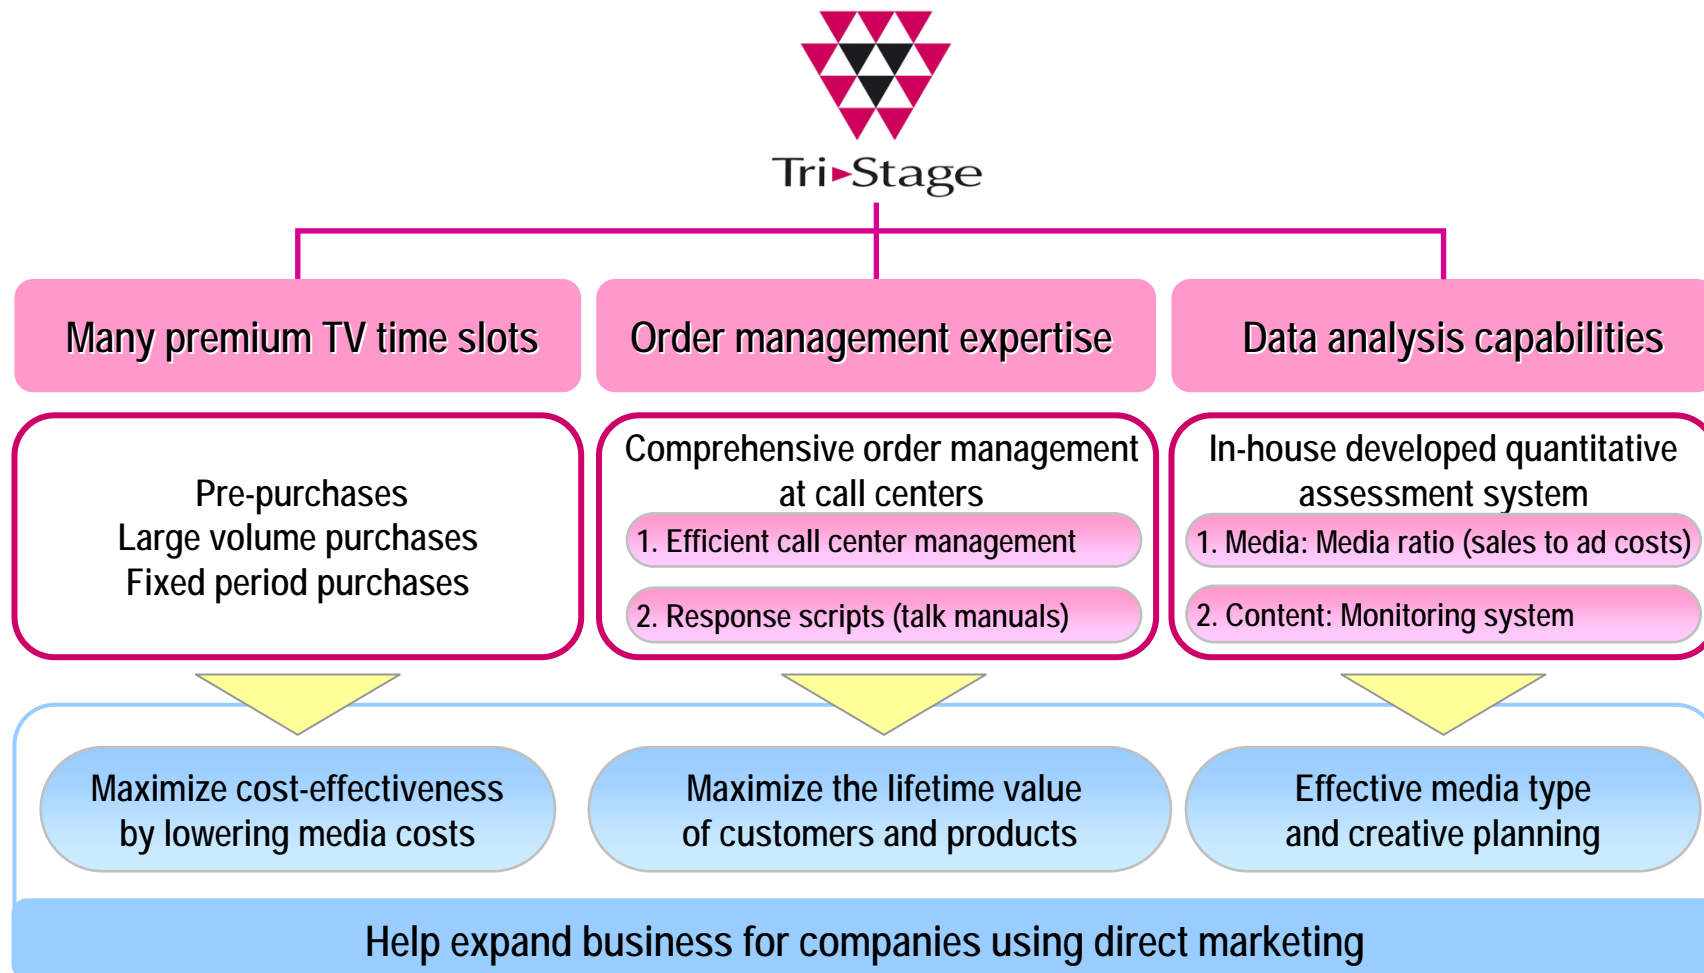 Tri►Stage
Many premium TV time slots
Order management expertise
Data analysis capabilities
Pre-purchases
Large volume purchases
Fixed period purchases
Comprehensive order management
at call centers
1. Efficient call center management
2. Response scripts (talk manuals)
In-house developed quantitative
assessment system
1. Media: Media ratio (sales to ad costs)
2. Content: Monitoring system
Maximize cost-effectiveness
by lowering media costs
Maximize the lifetime value
of customers and products
Effective media type
and creative planning
Help expand business for companies using direct marketing